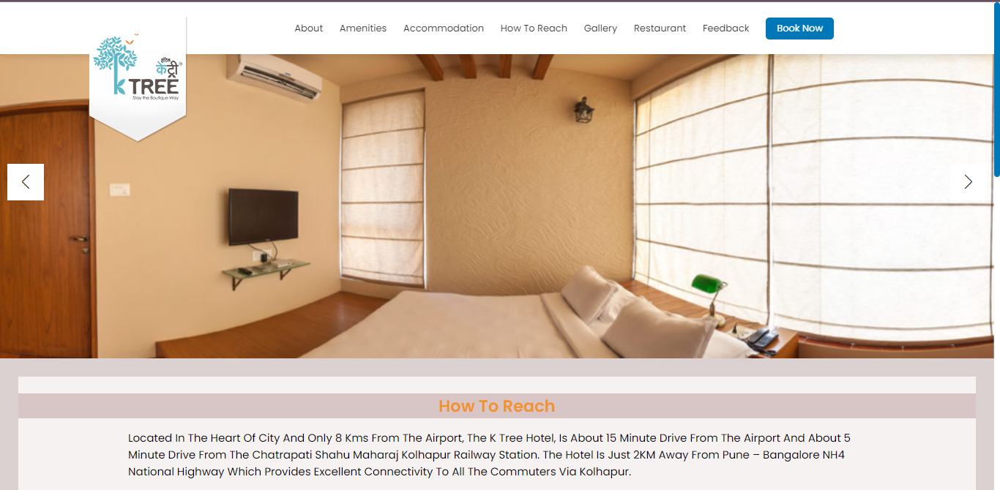 About Amenities Accommodation How To Reach Gallery Restaurant Feedback Book Now
हॉटेल
के ट्री®
K TREE
Stay the Boutique Way
How To Reach
Located In The Heart Of City And Only 8 Kms From The Airport, The K Tree Hotel, Is About 15 Minute Drive From The Airport And About 5
Minute Drive From The Chatrapati Shahu Maharaj Kolhapur Railway Station. The Hotel Is Just 2KM Away From Pune – Bangalore NH4
National Highway Which Provides Excellent Connectivity To All The Commuters Via Kolhapur.